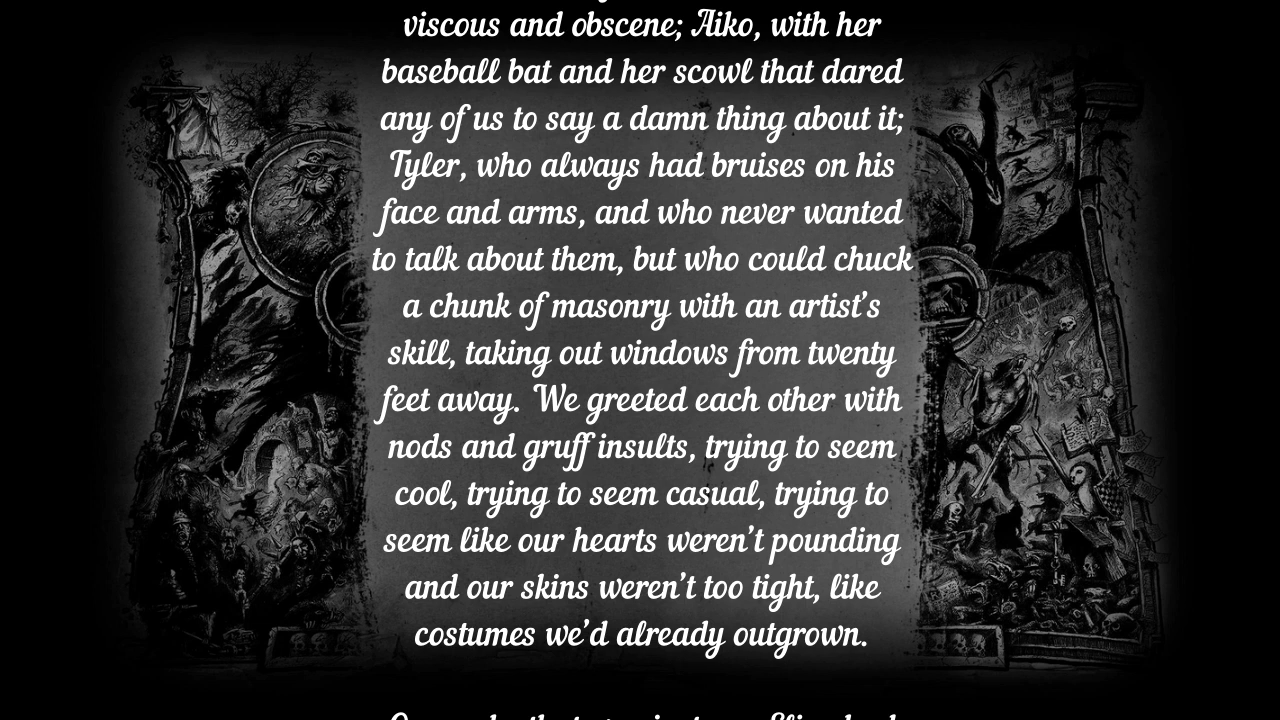 viscous and obscene; Aiko, with her
baseball bat and her scowl that dared
any of us to say a damn thing about it;
Tyler, who always had bruises on his
face and arms, and who never wanted
to talk about them, but who could chuck
a chunk of masonry with an artist's
skill, taking out windows from twenty
feet away. We greeted each other with
nods and gruff insults, trying to seem
cool, trying to seem casual, trying to
seem like our hearts weren't pounding
and our skins weren't too tight, like
costumes we'd already outgrown.